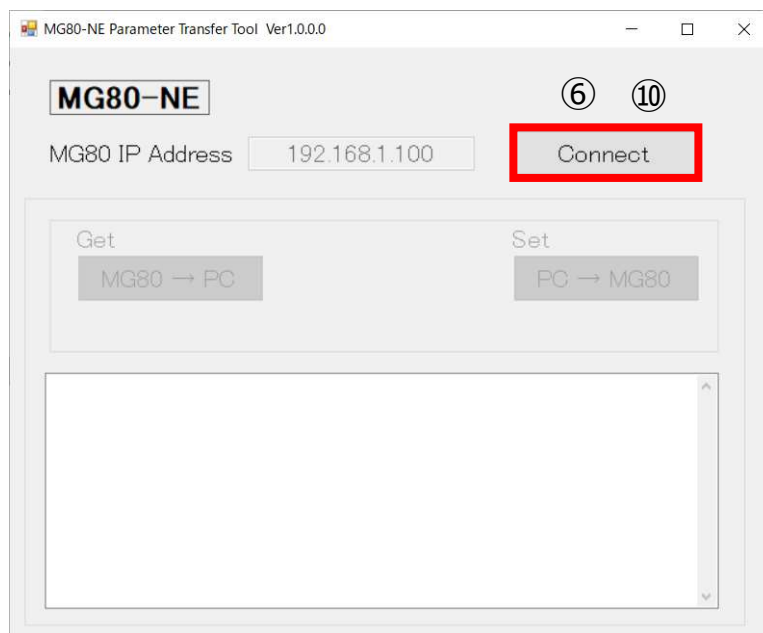 MG80-NE Parameter Transfer Tool Ver1.0.0.0
MG80-NE
⑥ ⑩
MG80 IP Address 192.168.1.100 Connect
Get Set
MG80 → PC PC → MG80